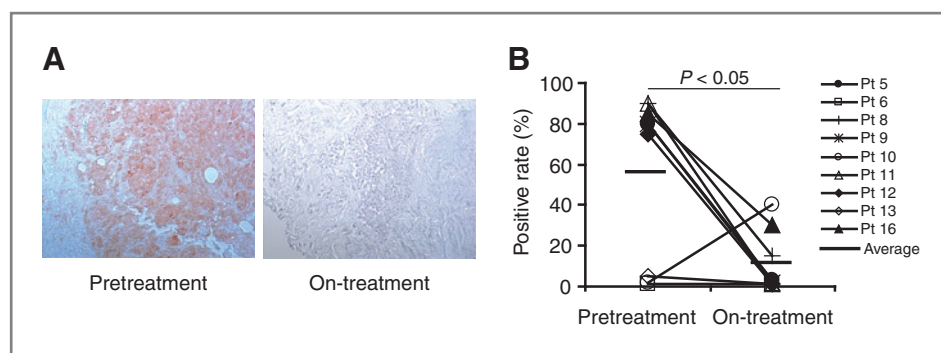 A
Pretreatment
On-treatment
B
P < 0.05
Positive rate (%)
100
80
60
40
20
0
Pretreatment
On-treatment
Pt 5
Pt 6
Pt 8
Pt 9
Pt 10
Pt 11
Pt 12
Pt 13
Pt 16
Average